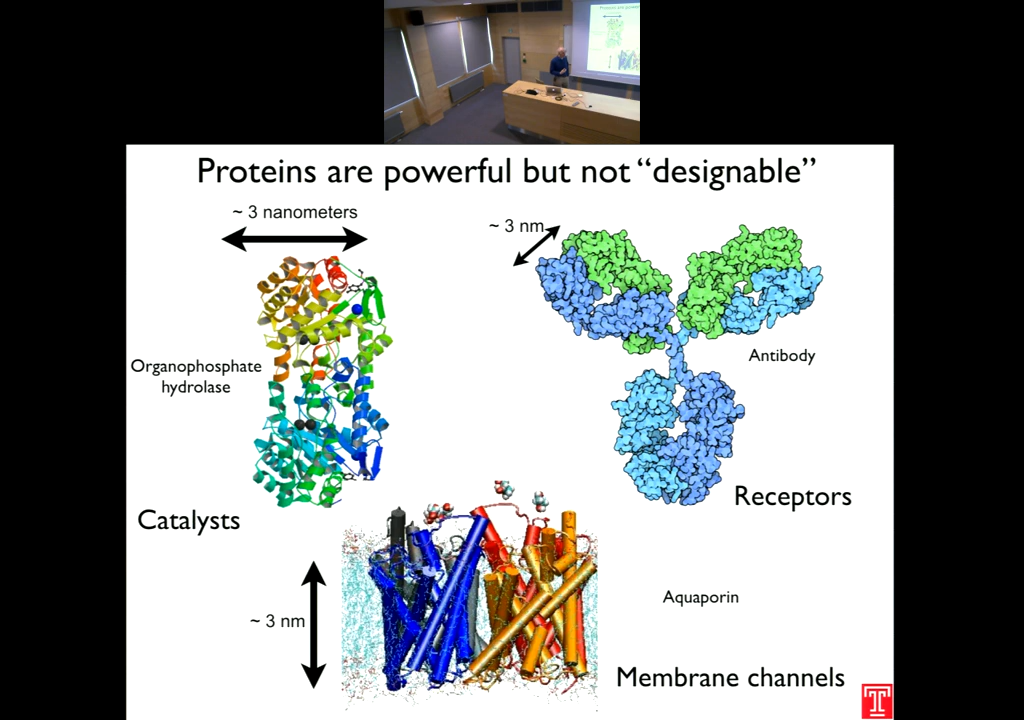 Proteins are powerful but not “designable”
~ 3 nanometers
~ 3 nm
Organophosphate
hydrolase
Antibody
Catalysts
Receptors
~ 3 nm
Aquaporin
Membrane channels